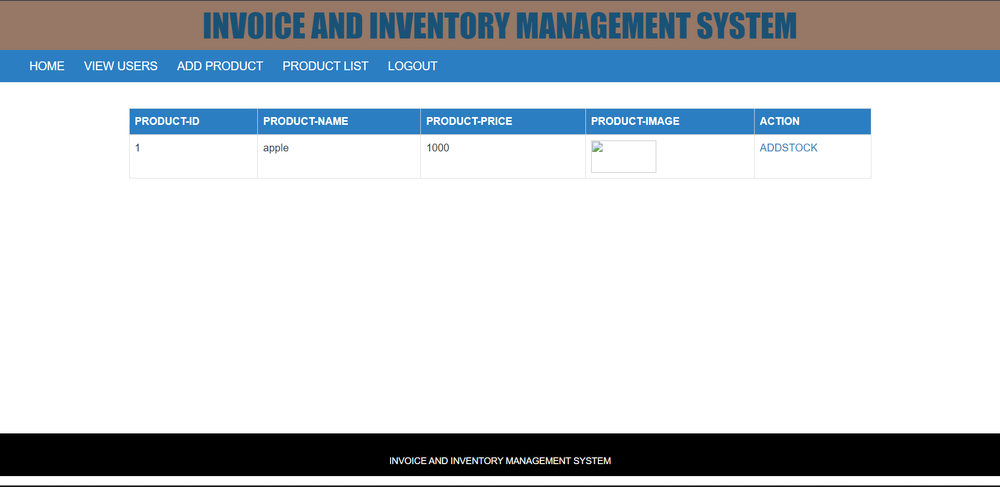 INVOICE AND INVENTORY MANAGEMENT SYSTEM
HOME VIEW USERS ADD PRODUCT PRODUCT LIST LOGOUT
PRODUCT-ID PRODUCT-NAME PRODUCT-PRICE PRODUCT-IMAGE ACTION
1 apple 1000 ADDSTOCK
INVOICE AND INVENTORY MANAGEMENT SYSTEM